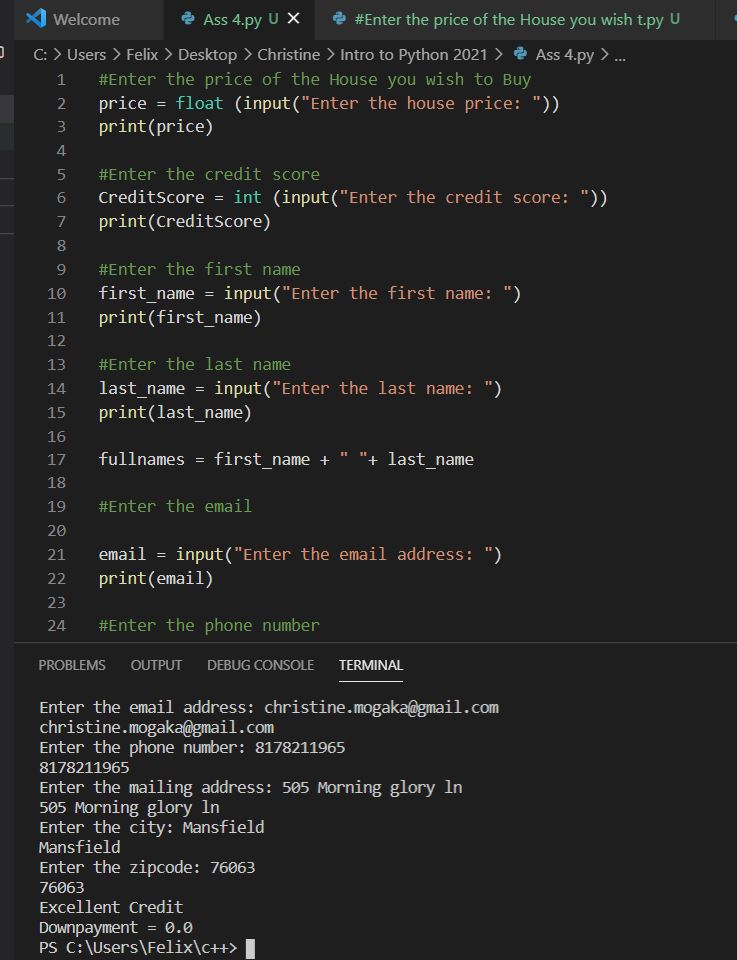 Welcome Ass 4.py U #Enter the price of the House you wish t.py U
C: > Users > Felix > Desktop > Christine > Intro to Python 2021 > Ass 4.py > ...
1 #Enter the price of the House you wish to Buy
2 price = float (input("Enter the house price: "))
3 print(price)
4
5 #Enter the credit score
6 CreditScore = int (input("Enter the credit score: "))
7 print(CreditScore)
8
9 #Enter the first name
10 first_name = input("Enter the first name: ")
11 print(first_name)
12
13 #Enter the last name
14 last_name = input("Enter the last name: ")
15 print(last_name)
16
17 fullnames = first_name + " "+ last_name
18
19 #Enter the email
20
21 email = input("Enter the email address: ")
22 print(email)
23
24 #Enter the phone number
PROBLEMS OUTPUT DEBUG CONSOLE TERMINAL
Enter the email address: christine.mogaka@gmail.com
christine.mogaka@gmail.com
Enter the phone number: 8178211965
8178211965
Enter the mailing address: 505 Morning glory ln
505 Morning glory ln
Enter the city: Mansfield
Mansfield
Enter the zipcode: 76063
76063
Excellent Credit
Downpayment = 0.0
PS C:\Users\Felix\c++>